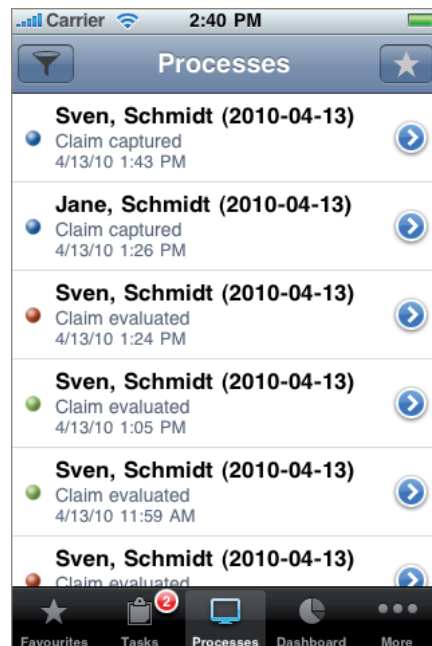 Carrier 2:40 PM
Processes
Sven, Schmidt (2010-04-13)
Claim captured
4/13/10 1:43 PM
Jane, Schmidt (2010-04-13)
Claim captured
4/13/10 1:26 PM
Sven, Schmidt (2010-04-13)
Claim evaluated
4/13/10 1:24 PM
Sven, Schmidt (2010-04-13)
Claim evaluated
4/13/10 1:05 PM
Sven, Schmidt (2010-04-13)
Claim evaluated
4/13/10 11:59 AM
Sven, Schmidt (2010-04-13)
Claim evaluated
2
Favourites Tasks Processes Dashboard More